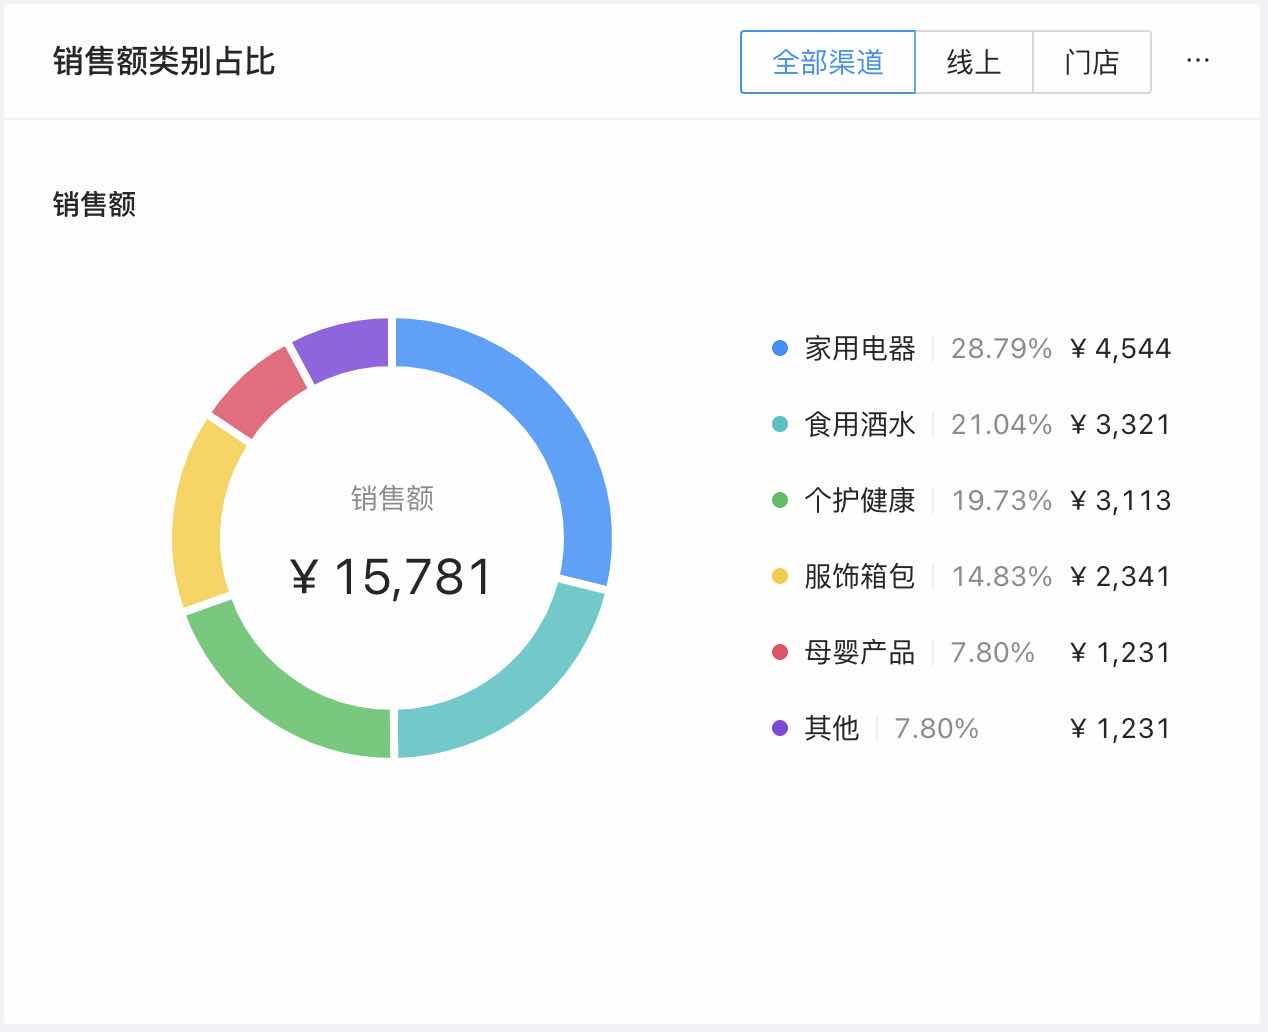 销售额类别占比
全部渠道 线上 门店 ...
销售额
销售额
¥ 15,781
家用电器 28.79% ¥ 4,544
食用酒水 21.04% ¥ 3,321
个护健康 19.73% ¥ 3,113
服饰箱包 14.83% ¥ 2,341
母婴产品 7.80% ¥ 1,231
其他 7.80% ¥ 1,231